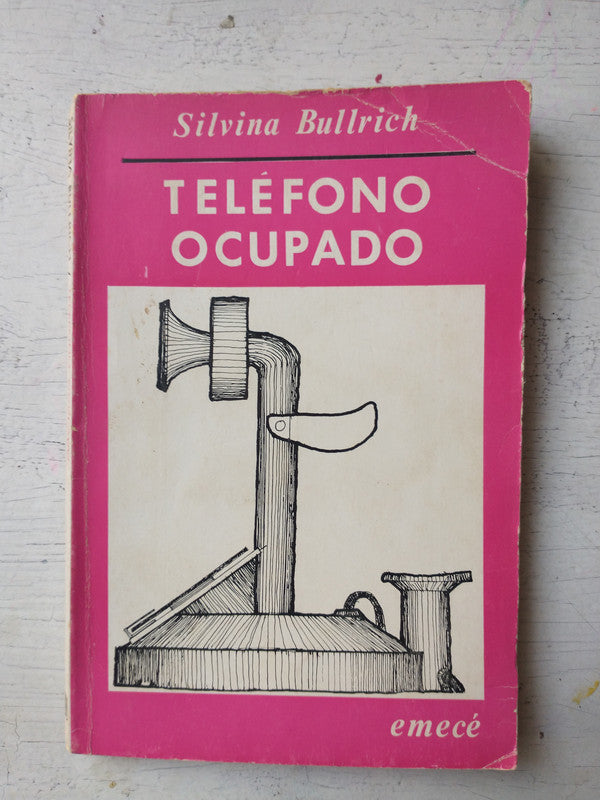 Silvina Bullrich
TELÉFONO
OCUPADO
emecé